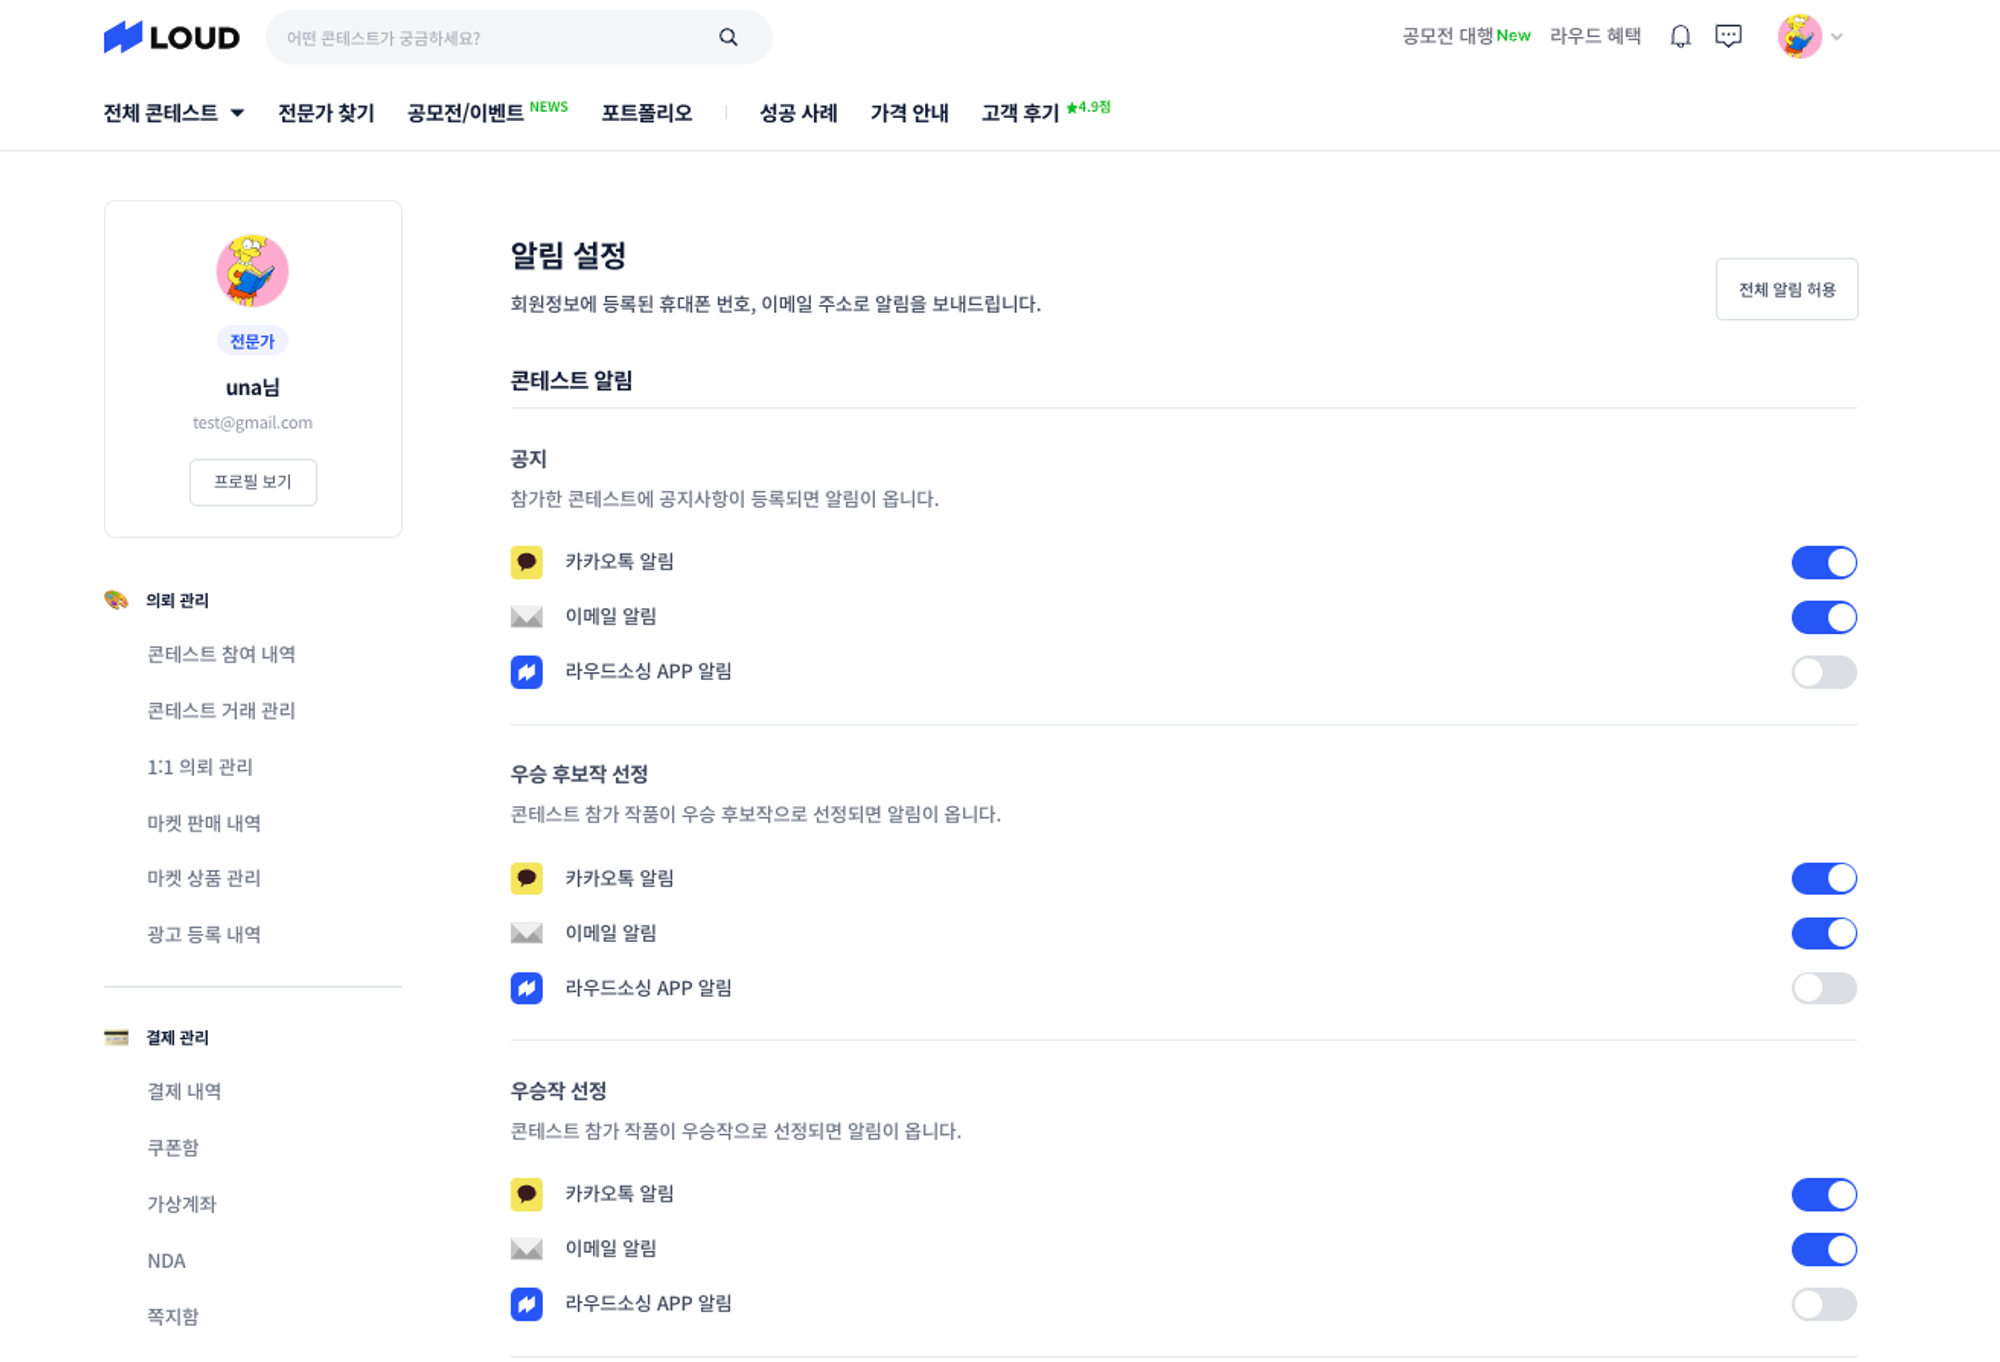 LOUD
어떤 콘테스트가 궁금하세요?
공모전 대행 New 라우드 혜택
전체 콘테스트 전문가 찾기 공모전/이벤트 NEWS 포트폴리오 성공 사례 가격 안내 고객 후기 ★4.9점
전문가
una님
test@gmail.com
프로필 보기
의뢰 관리
콘테스트 참여 내역
콘테스트 거래 관리
1:1 의뢰 관리
마켓 판매 내역
마켓 상품 관리
광고 등록 내역
결제 관리
결제 내역
쿠폰함
가상계좌
NDA
쪽지함
알림 설정
회원정보에 등록된 휴대폰 번호, 이메일 주소로 알림을 보내드립니다.
전체 알림 허용
콘테스트 알림
공지
참가한 콘테스트에 공지사항이 등록되면 알림이 옵니다.
카카오톡 알림
이메일 알림
라우드소싱 APP 알림
우승 후보작 선정
콘테스트 참가 작품이 우승 후보작으로 선정되면 알림이 옵니다.
카카오톡 알림
이메일 알림
라우드소싱 APP 알림
우승작 선정
콘테스트 참가 작품이 우승작으로 선정되면 알림이 옵니다.
카카오톡 알림
이메일 알림
라우드소싱 APP 알림